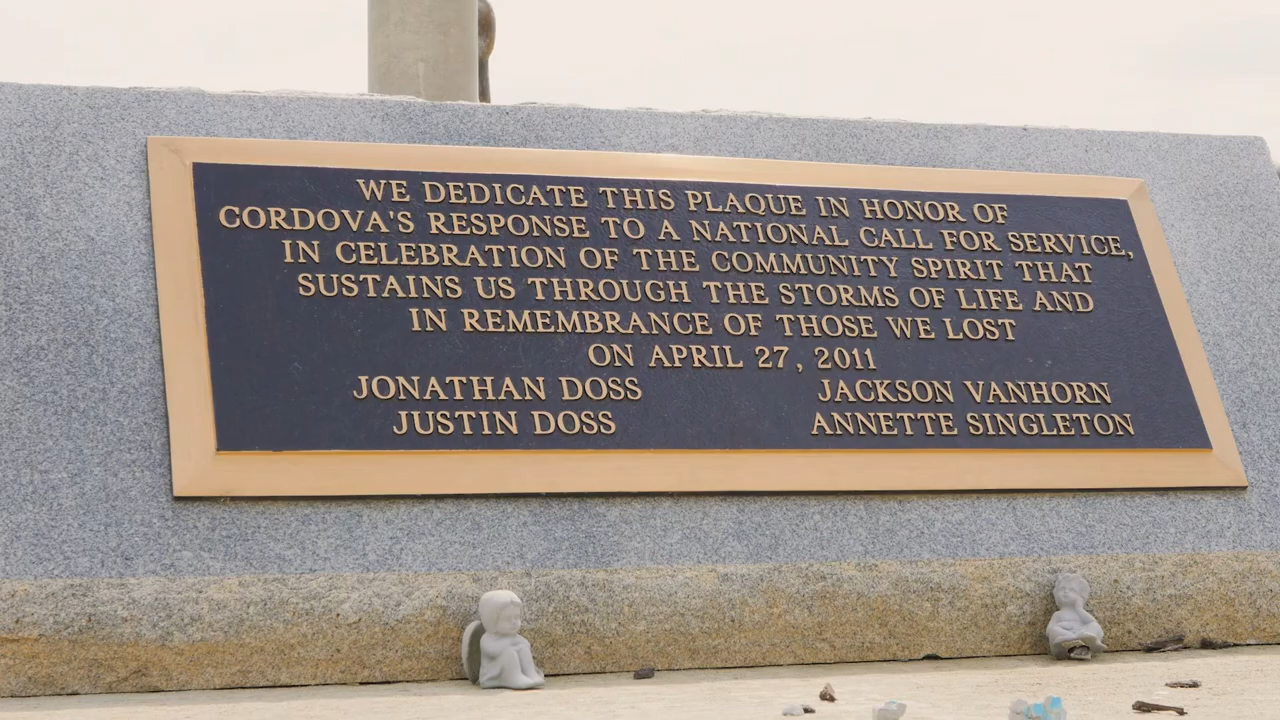 WE DEDICATE THIS PLAQUE IN HONOR OF
CORDOVA'S RESPONSE TO A NATIONAL CALL FOR SERVICE,
IN CELEBRATION OF THE COMMUNITY SPIRIT THAT
SUSTAINS US THROUGH THE STORMS OF LIFE AND
IN REMEMBRANCE OF THOSE WE LOST
ON APRIL 27, 2011
JONATHAN DOSS JACKSON VANHORN
JUSTIN DOSS ANNETTE SINGLETON